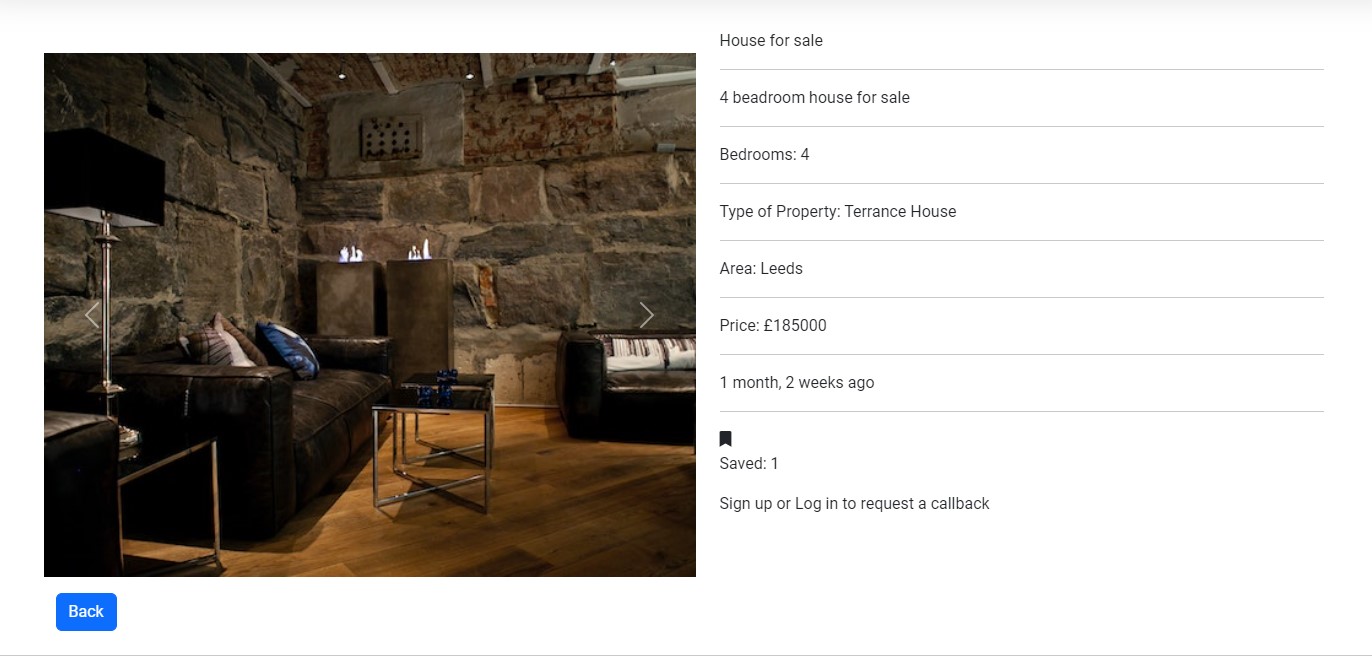 House for sale
4 beadroom house for sale
Bedrooms: 4
Type of Property: Terrance House
Area: Leeds
Price: £185000
1 month, 2 weeks ago
Saved: 1
Sign up or Log in to request a callback
Back